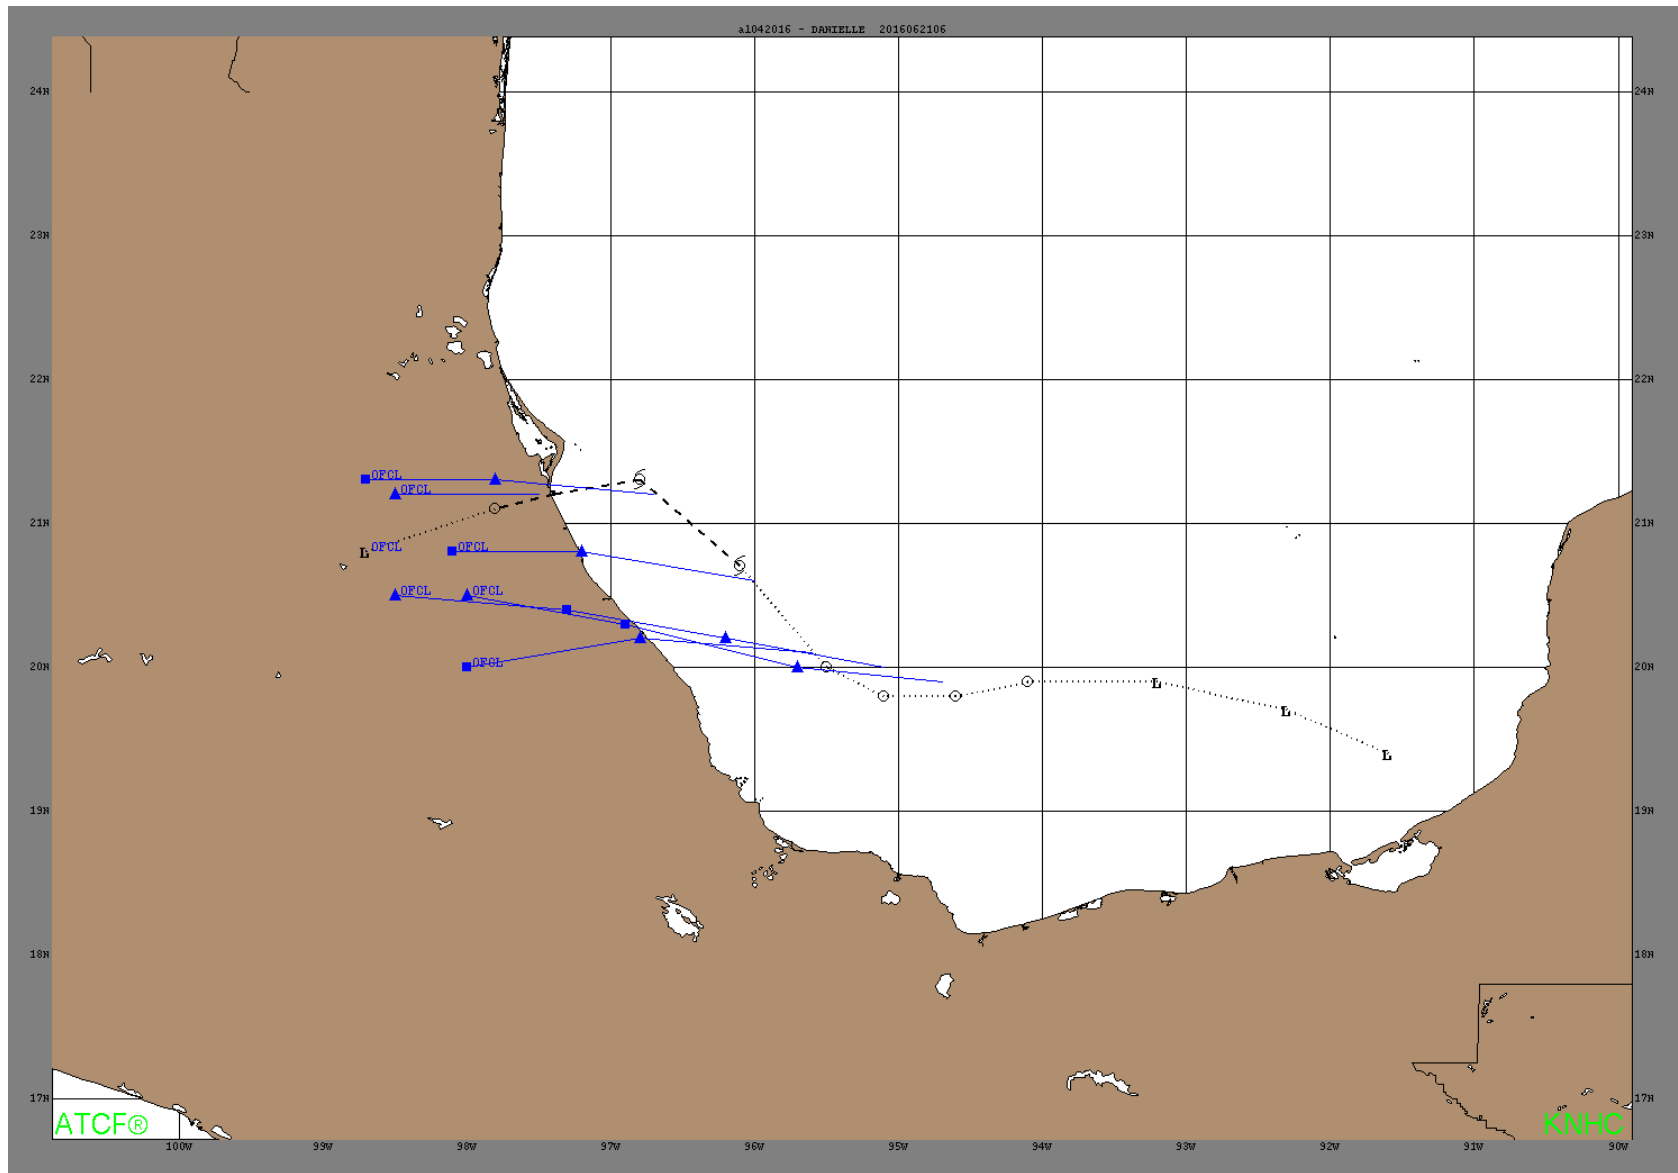 al042016 - DANIELLE 2016062106
24N 24N
23N 23N
22N 22N
OFCL
OFCL
21N 21N
L OFCL OFCL
OFCL OFCL
20N OFCL 20N
L
L
L
19N 19N
18N 18N
17N 17N
ATCF® KNHC
100W 99W 98W 97W 96W 95W 94W 93W 92W 91W 90W